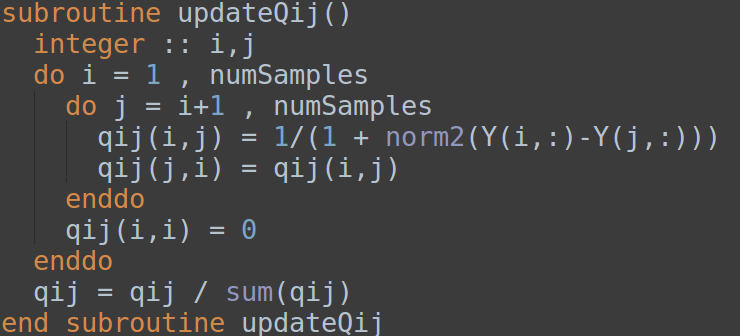 subroutine updateQij()
integer :: i,j
do i = 1 , numSamples
do j = i+1 , numSamples
qij(i,j) = 1/(1 + norm2(Y(i,:)-Y(j,:)))
qij(j,i) = qij(i,j)
enddo
qij(i,i) = 0
enddo
qij = qij / sum(qij)
end subroutine updateQij